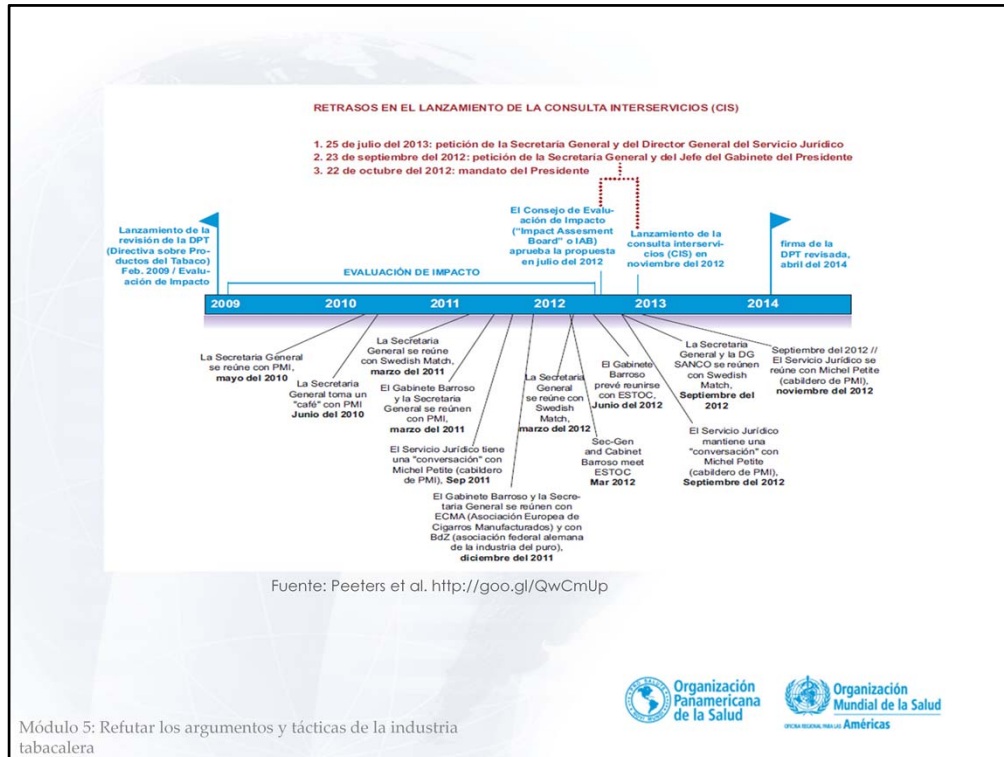 RETRASOS EN EL LANZAMIENTO DE LA CONSULTA INTERSERVICIOS (CIS)
1. 25 de julio del 2013: petición de la Secretaría General y del Director General del Servicio Jurídico
2. 23 de septiembre del 2012: petición de la Secretaría General y del Jefe del Gabinete del Presidente
3. 22 de octubre del 2012: mandato del Presidente
Lanzamiento de la
revisión de la DPT
(Directiva sobre Pro-
ductos del Tabaco)
Feb. 2009 / Evalu-
ación de Impacto
EVALUACIÓN DE IMPACTO
El Consejo de Evalu-
ación de Impacto
("Impact Assesment
Board" o IAB)
aprueba la propuesta
en julio del 2012
Lanzamiento de la
consulta interservi-
cios (CIS) en
noviembre del 2012
firma de la
DPT revisada,
abril del 2014
2009
2010
2011
2012
2013
2014
La Secretaria General
se reúne con PMI,
mayo del 2010
La Secretaria
General toma un
"café" con PMI
Junio del 2010
La Secretaria
General se reúne
con Swedish Match,
marzo del 2011
El Gabinete Barroso
y la Secretaria
General se reúnen
con PMI,
marzo del 2011
El Servicio Jurídico tiene
una "conversación" con
Michel Petite (cabildero
de PMI), Sep 2011
El Gabinete Barroso y la Secre-
taria General se reúnen con
ECMA (Asociación Europea de
Cigarros Manufacturados) y con
BdZ (asociación federal alemana
de la industria del puro),
diciembre del 2011
La Secretaria
General
se reúne con
Swedish
Match,
marzo del 2012
Sec-Gen
and Cabinet
Barroso meet
ESTOC
Mar 2012
El Gabinete
Barroso
prevé reunirse
con ESTOC,
Junio del 2012
La Secretaria
General y la DG
SANCO se reúnen
con Swedish
Match,
Septiembre del
2012
El Servicio Jurídico
mantiene una
"conversación" con
Michel Petite
(cabildero de PMI),
Septiembre del 2012
Septiembre del 2012 //
El Servicio Jurídico se
reúne con Michel Petite
(cabildero de PMI),
noviembre del 2012
Fuente: Peeters et al. http://goo.gl/QwCmUp
Módulo 5: Refutar los argumentos y tácticas de la industria
tabacalera
Organización
Panamericana
de la Salud
Organización
Mundial de la Salud
OFICINA REGIONAL PARA LAS Américas